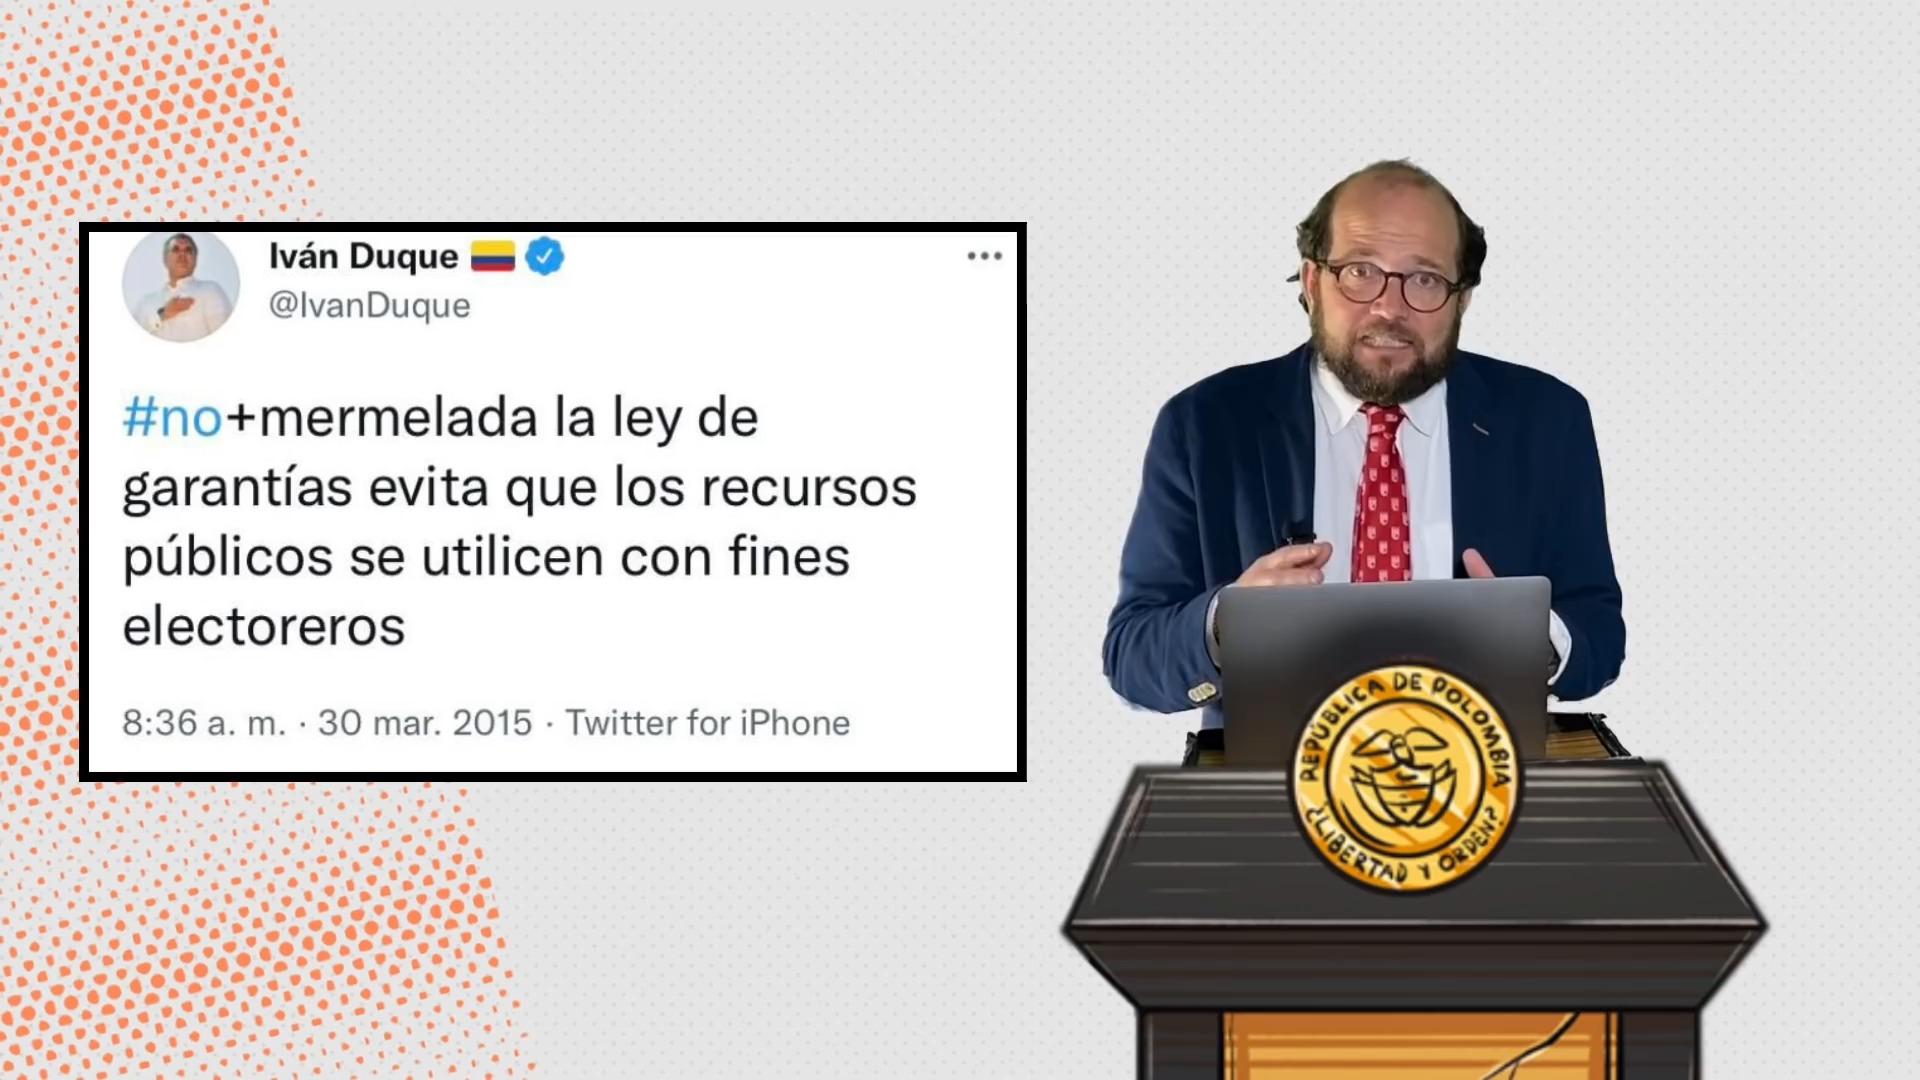 Iván Duque
@IvanDuque
#no+mermelada la ley de
garantías evita que los recursos
públicos se utilicen con fines
electoreros
8:36 a. m. · 30 mar. 2015 · Twitter for iPhone
REPÚBLICA DE POLOMBIA
¿LIBERTAD Y ORDEN?